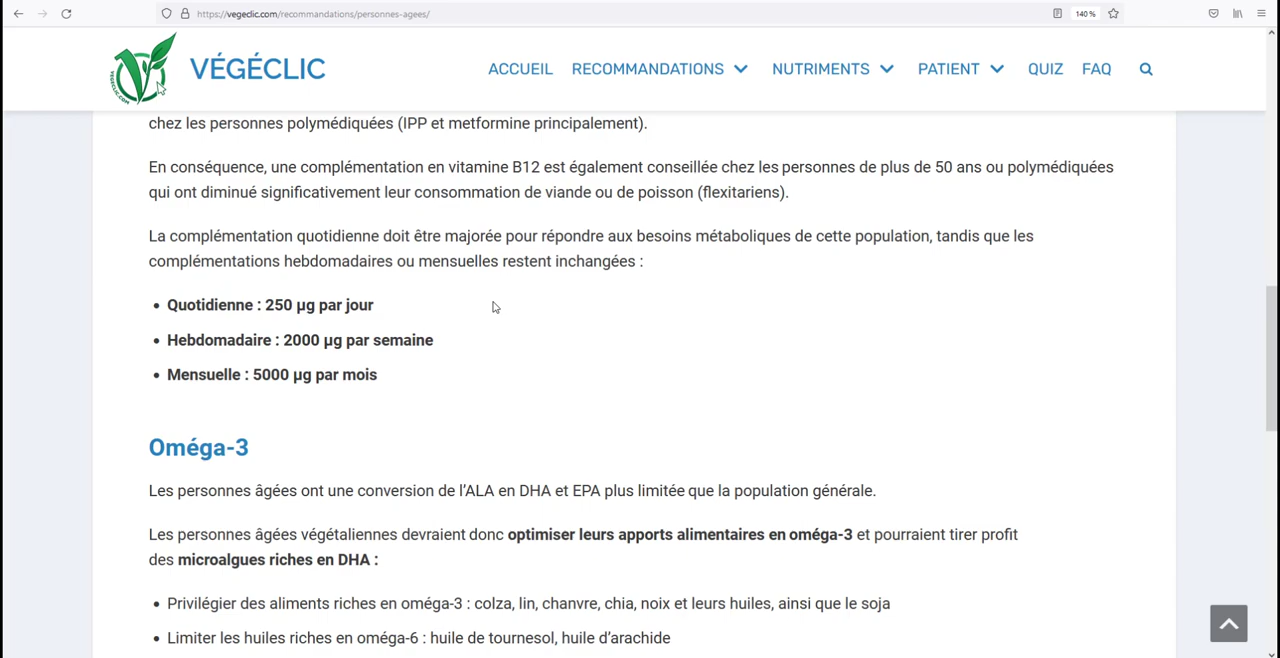 https://vegeclic.com/recommandations/personnes-agees/
140 %
VEGECLIC.COM
VÉGÉCLIC
ACCUEIL RECOMMANDATIONS NUTRIMENTS PATIENT QUIZ FAQ
chez les personnes polymédiquées (IPP et metformine principalement).
En conséquence, une complémentation en vitamine B12 est également conseillée chez les personnes de plus de 50 ans ou polymédiquées
qui ont diminué significativement leur consommation de viande ou de poisson (flexitariens).
La complémentation quotidienne doit être majorée pour répondre aux besoins métaboliques de cette population, tandis que les
complémentations hebdomadaires ou mensuelles restent inchangées :
• Quotidienne : 250 µg par jour
• Hebdomadaire : 2000 µg par semaine
• Mensuelle : 5000 µg par mois
Oméga-3
Les personnes âgées ont une conversion de l’ALA en DHA et EPA plus limitée que la population générale.
Les personnes âgées végétaliennes devraient donc optimiser leurs apports alimentaires en oméga-3 et pourraient tirer profit
des microalgues riches en DHA :
• Privilégier des aliments riches en oméga-3 : colza, lin, chanvre, chia, noix et leurs huiles, ainsi que le soja
• Limiter les huiles riches en oméga-6 : huile de tournesol, huile d’arachide